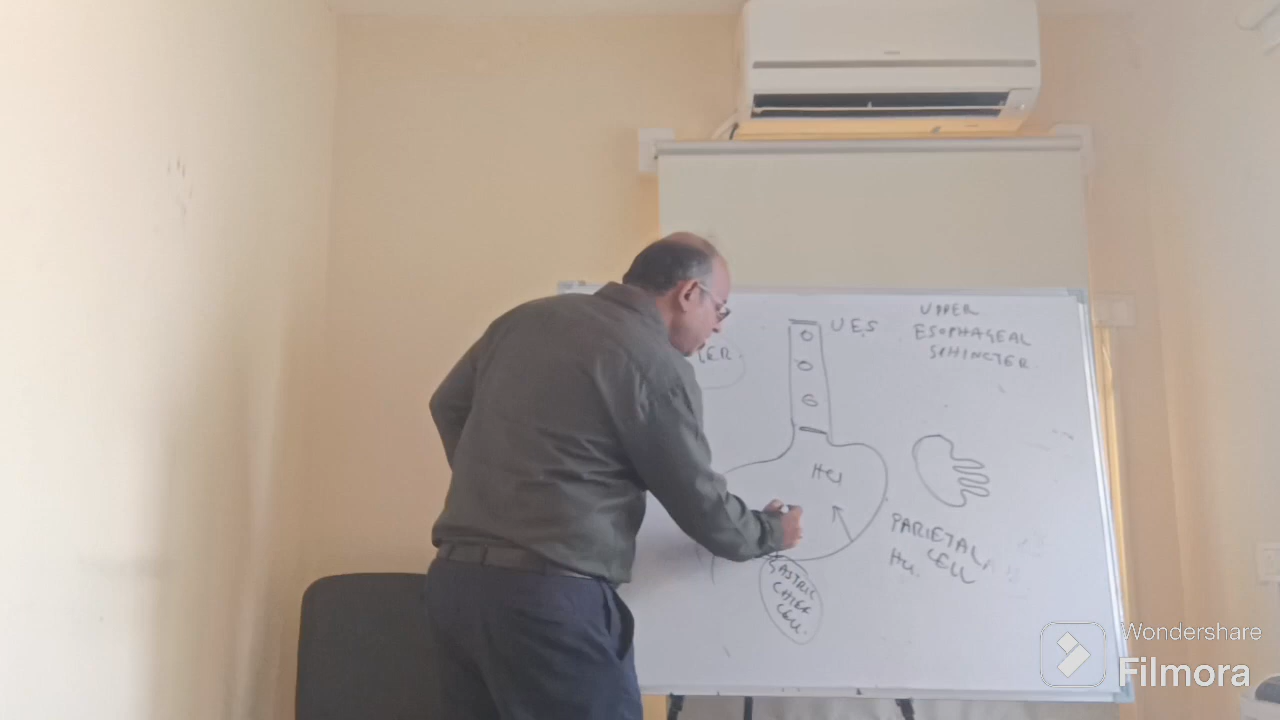 UES
UPPER
ESOPHAGEAL
SPHINCTER.
HCl
PARIETAL
CELL
HCl.
GASTRIC
CHIEF
CELL.
Wondershare
Filmora